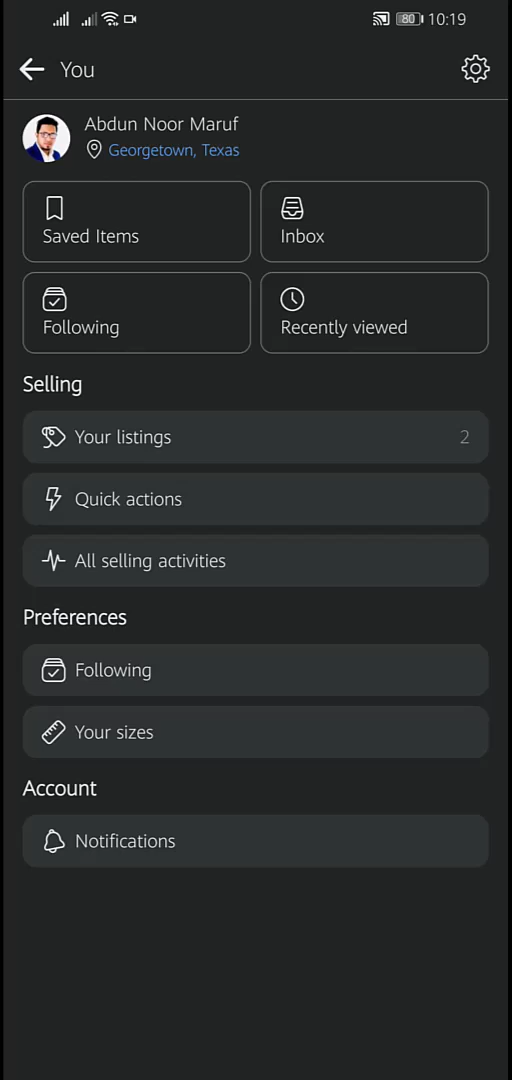 80 10:19
You
Abdun Noor Maruf
Georgetown, Texas
Saved Items
Inbox
Following
Recently viewed
Selling
Your listings 2
Quick actions
All selling activities
Preferences
Following
Your sizes
Account
Notifications